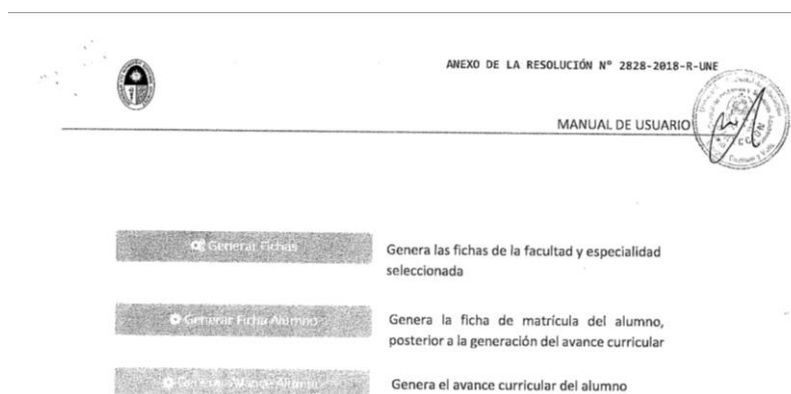 ANEXO DE LA RESOLUCIÓN N° 2828-2018-R-UNE
MANUAL DE USUARIO
Generar Fichas
Genera las fichas de la facultad y especialidad
seleccionada
Generar Ficha Alumno
Genera la ficha de matrícula del alumno,
posterior a la generación del avance curricular
Genera el avance curricular del alumno